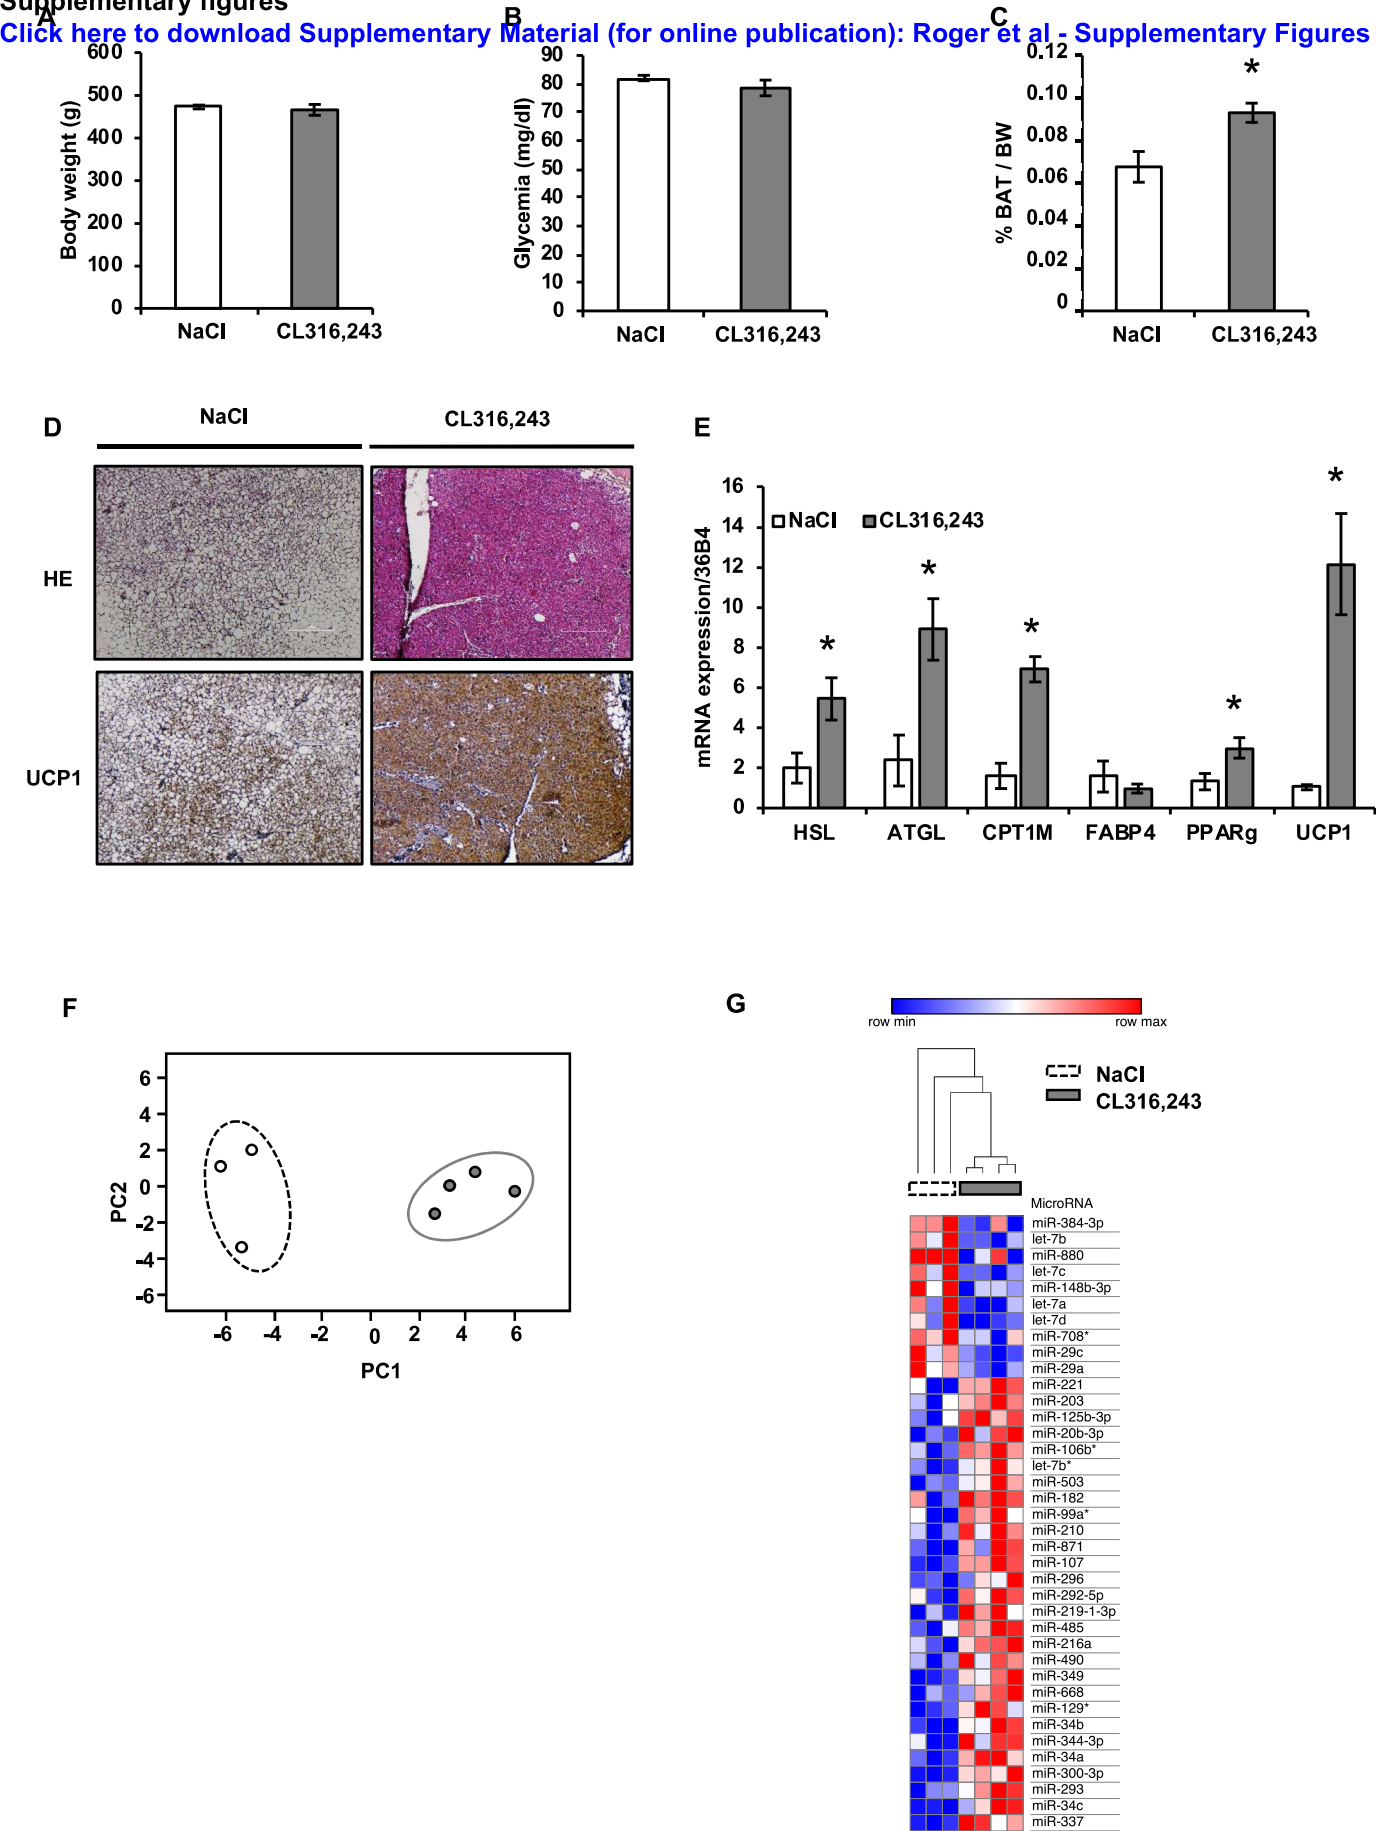 Supplementary figures
Click here to download Supplementary Material (for online publication): Roger et al - Supplementary Figures
A
Body weight (g)
600
500
400
300
200
100
0
NaCl
CL316,243
B
Glycemia (mg/dl)
90
80
70
60
50
40
30
20
10
0
NaCl
CL316,243
C
% BAT / BW
0.12
0.10
0.08
0.06
0.04
0.02
0
*
NaCl
CL316,243
D
NaCl
CL316,243
HE
UCP1
E
mRNA expression/36B4
16
14
12
10
8
6
4
2
0
NaCl
CL316,243
*
*
*
*
*
HSL
ATGL
CPT1M
FABP4
PPARg
UCP1
F
PC2
6
4
2
0
-2
-4
-6
-6
-4
-2
0
2
4
6
PC1
G
row min
row max
NaCl
CL316,243
MicroRNA
miR-384-3p
let-7b
miR-880
let-7c
miR-148b-3p
let-7a
let-7d
miR-708*
miR-29c
miR-29a
miR-221
miR-203
miR-125b-3p
miR-20b-3p
miR-106b*
let-7b*
miR-503
miR-182
miR-99a*
miR-210
miR-871
miR-107
miR-296
miR-292-5p
miR-219-1-3p
miR-485
miR-216a
miR-490
miR-349
miR-668
miR-129*
miR-34b
miR-344-3p
miR-34a
miR-300-3p
miR-293
miR-34c
miR-337